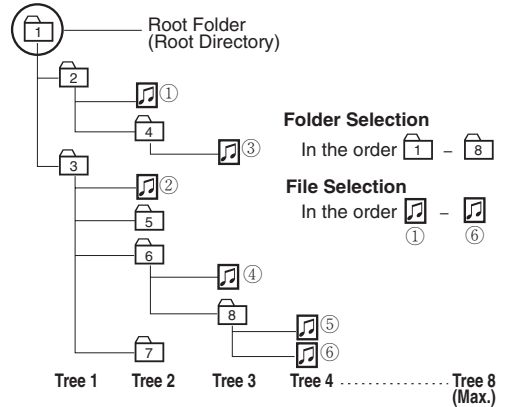 1
Root Folder
(Root Directory)
2
①
4
③
Folder Selection
In the order 1 – 8
3
②
File Selection
In the order –
① ⑥
5
6
④
8
⑤
⑥
7
Tree 1 Tree 2 Tree 3 Tree 4 ............... Tree 8
(Max.)